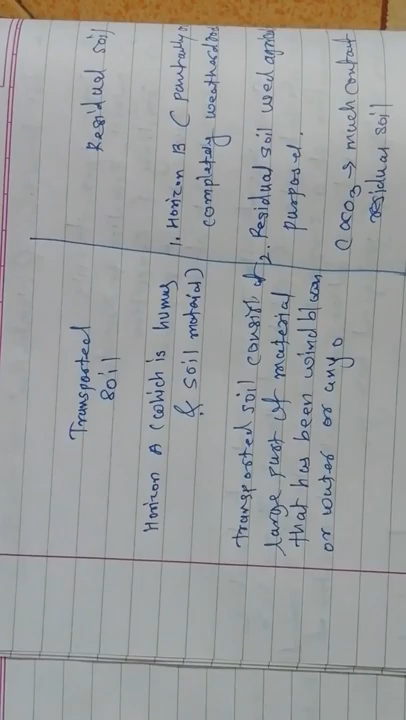 Transported
soil
Horizon A (which is humus
& soil material)
transported soil consist of
large part of material
that has been wind blown
or water or any
Residual soil
1. Horizon B (partially
completely weathered
2. Residual soil used
purposed.
CaCO3 → much content
residual soil